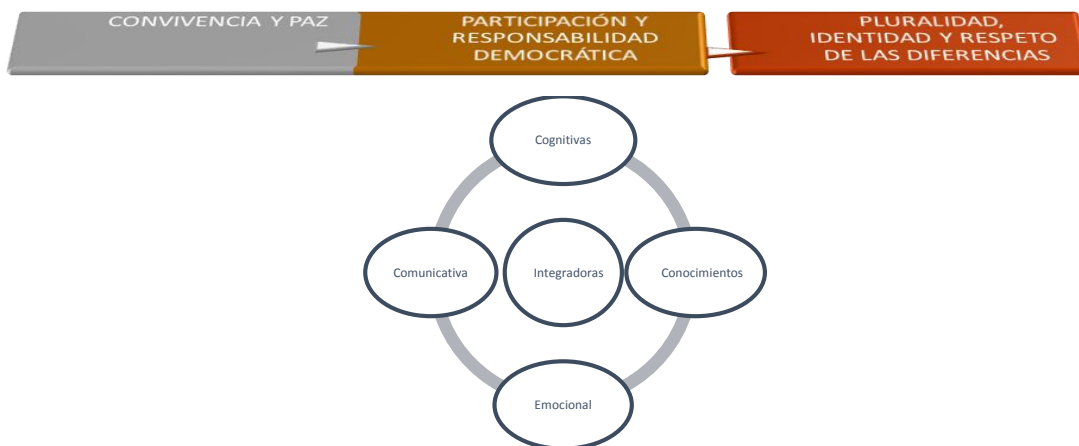 CONVIVENCIA Y PAZ
PARTICIPACIÓN Y
RESPONSABILIDAD
DEMOCRÁTICA
PLURALIDAD,
IDENTIDAD Y RESPETO
DE LAS DIFERENCIAS
Cognitivas
Comunicativa
Integradoras
Conocimientos
Emocional